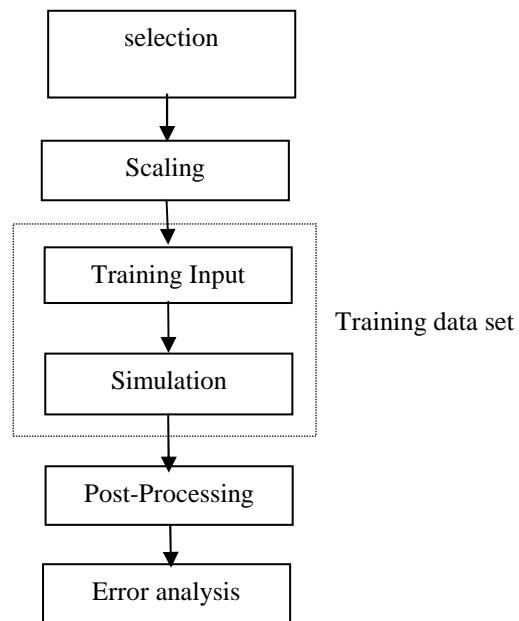 selection
Scaling
Training Input
Training data set
Simulation
Post-Processing
Error analysis